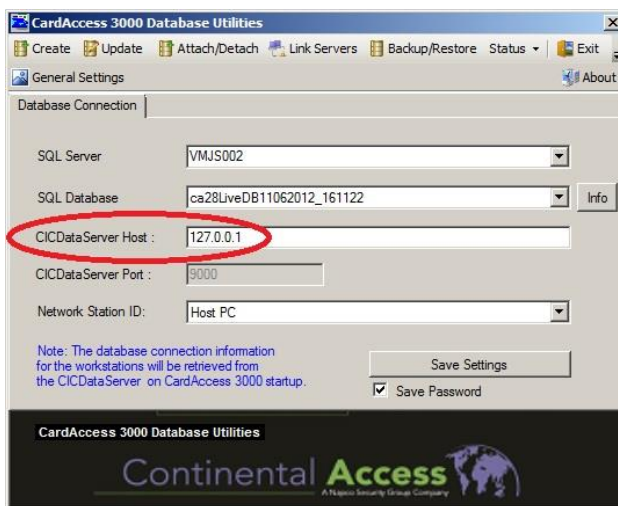 CardAccess 3000 Database Utilities
Create Update Attach/Detach Link Servers Backup/Restore Status Exit
General Settings About
Database Connection
SQL Server VMJS002
SQL Database ca28LiveDB11062012_161122 Info
CICDataServer Host : 127.0.0.1
CICDataServer Port : 9000
Network Station ID: Host PC
Note: The database connection information
for the workstations will be retrieved from
the CICDataServer on CardAccess 3000 startup.
Save Settings
Save Password
CardAccess 3000 Database Utilities
Continental Access
A Napco Security Group Company